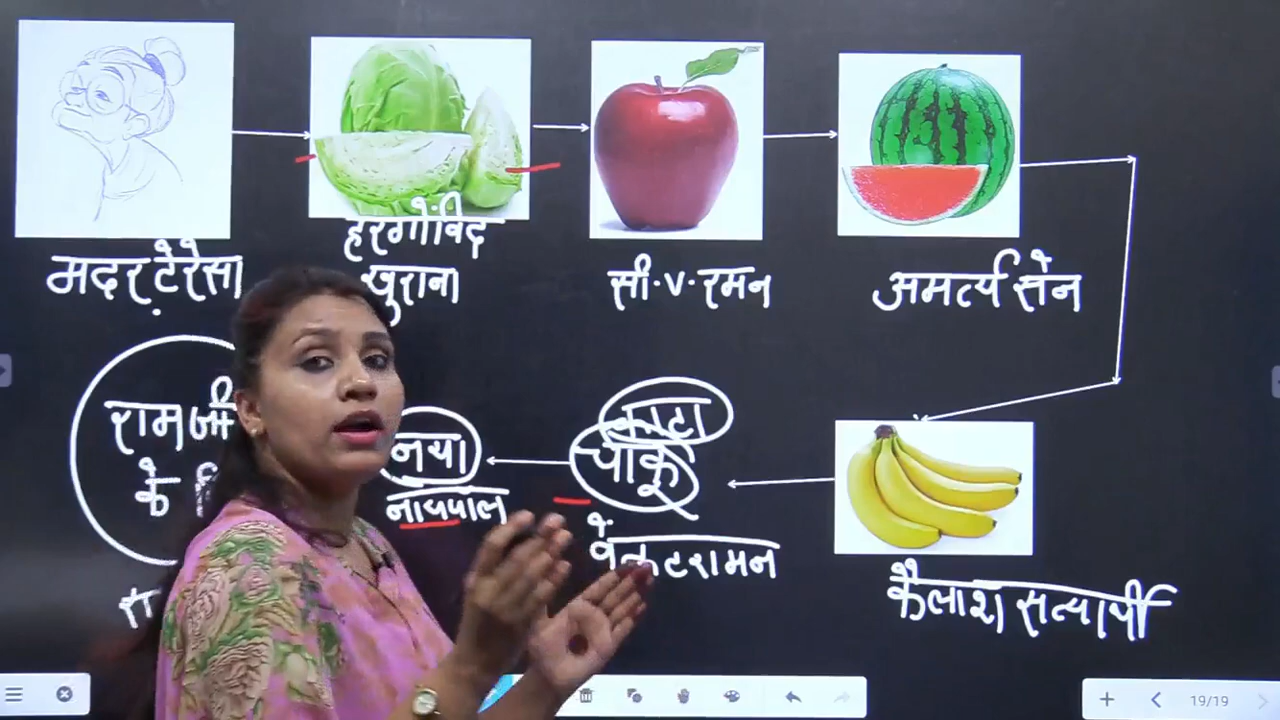 मदर टेरेसा
हरगोविंद
खुराना
सी.v.रमन
अमर्त्य सेन
रामजी
के
नया
नायपाल
काटा
चाकू
वेंकटरामन
कैलाश सत्यार्थी
19/19